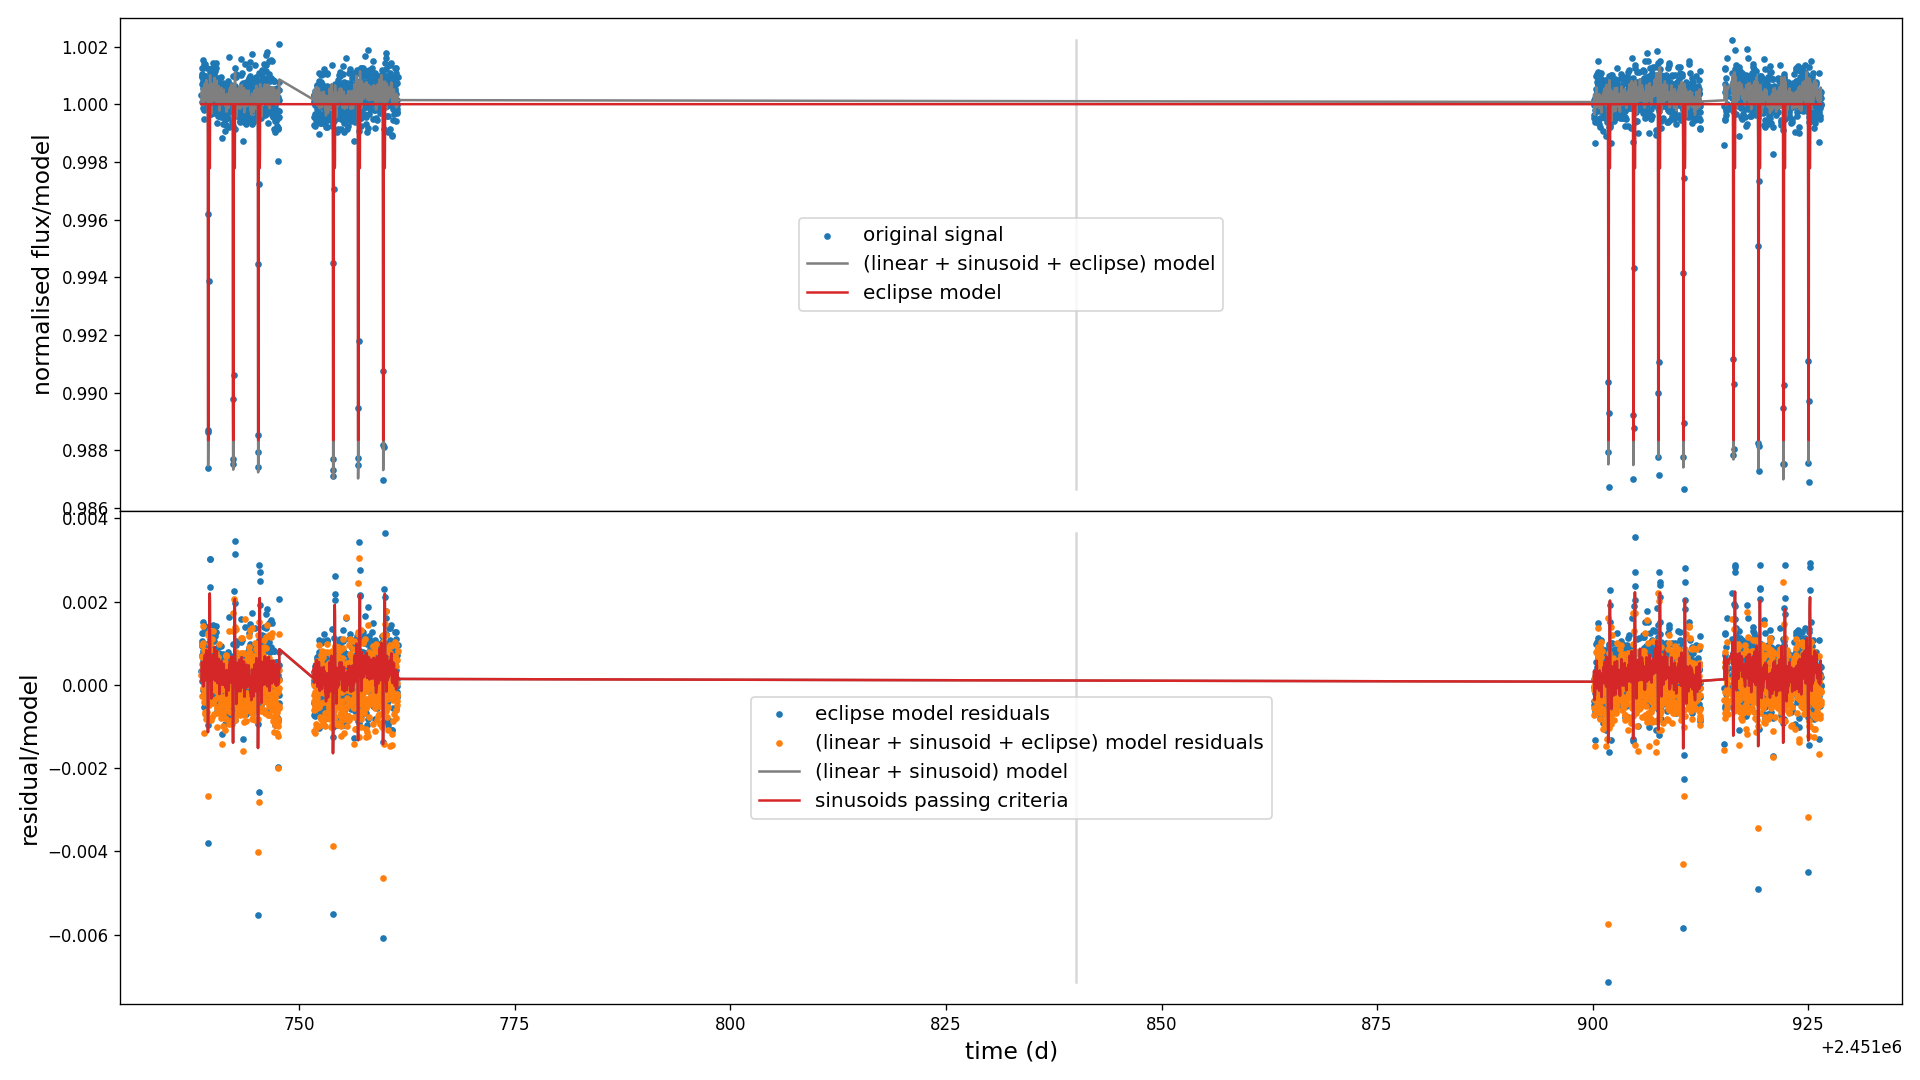 normalised flux/model
1.002
1.000
0.998
0.996
0.994
0.992
0.990
0.988
0.986
original signal
(linear + sinusoid + eclipse) model
eclipse model
residual/model
0.004
0.002
0.000
−0.002
−0.004
−0.006
eclipse model residuals
(linear + sinusoid + eclipse) model residuals
(linear + sinusoid) model
sinusoids passing criteria
750 775 800 825 850 875 900 925
time (d)
+2.451e6